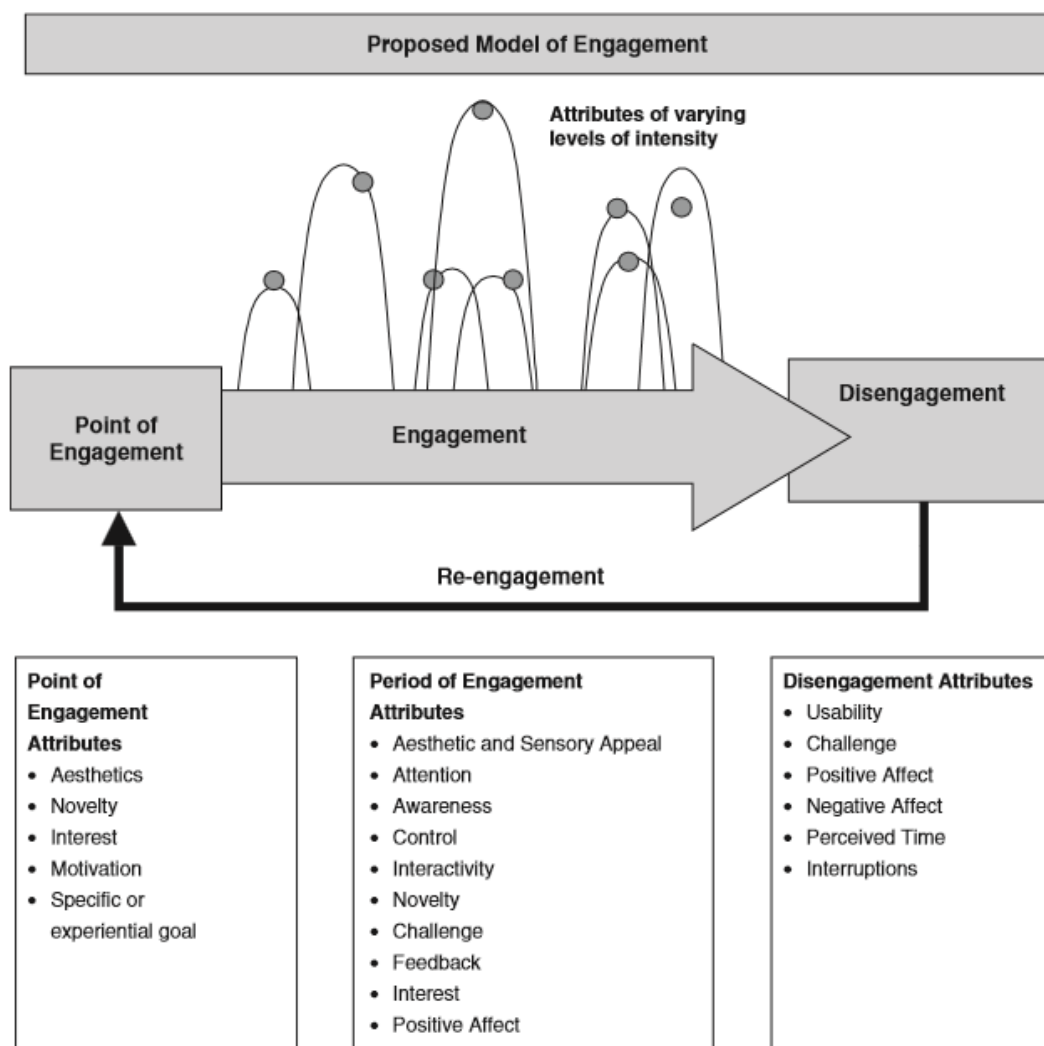 Proposed Model of Engagement
Attributes of varying
levels of intensity
Point of
Engagement
Engagement
Disengagement
Re-engagement
Point of
Engagement
Attributes
• Aesthetics
• Novelty
• Interest
• Motivation
• Specific or
experiential goal
Period of Engagement
Attributes
• Aesthetic and Sensory Appeal
• Attention
• Awareness
• Control
• Interactivity
• Novelty
• Challenge
• Feedback
• Interest
• Positive Affect
Disengagement Attributes
• Usability
• Challenge
• Positive Affect
• Negative Affect
• Perceived Time
• Interruptions